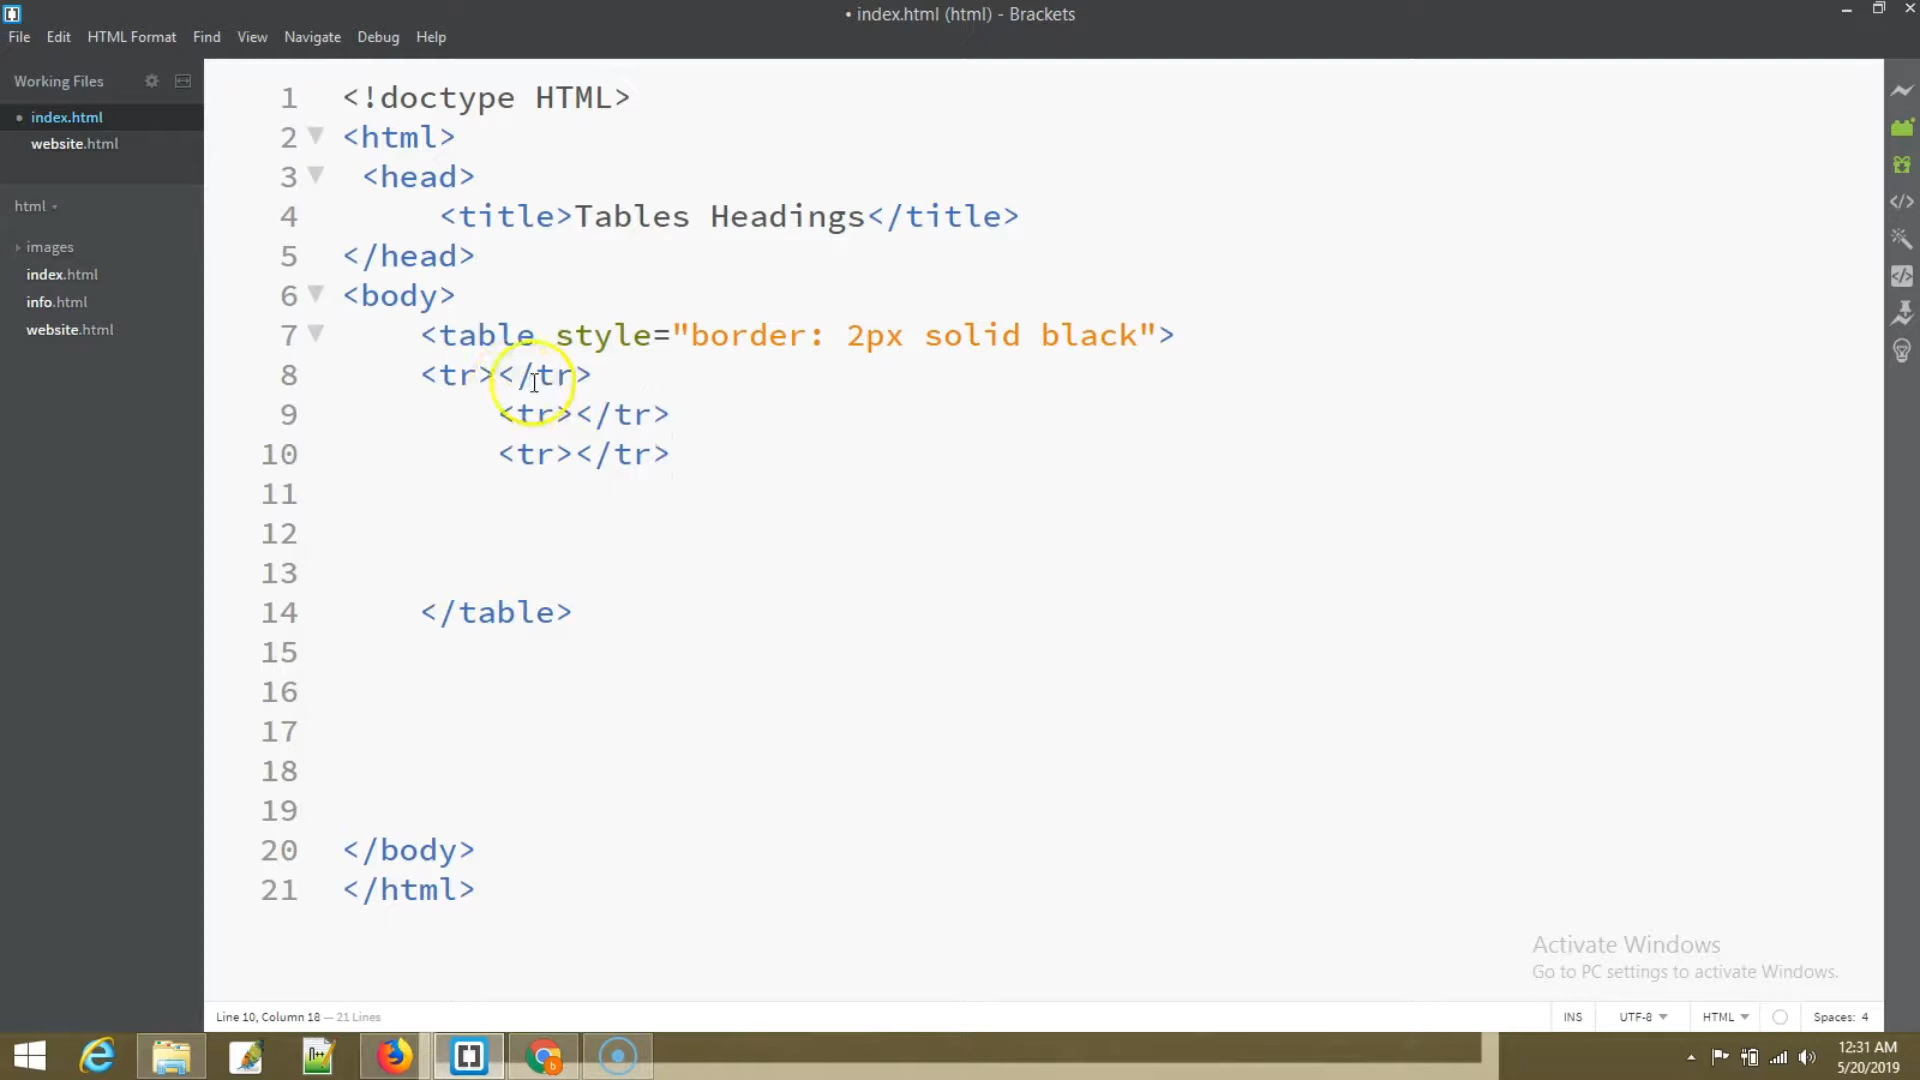 • index.html (html) - Brackets
File Edit HTML Format Find View Navigate Debug Help
Working Files
• index.html
website.html
html
images
index.html
info.html
website.html
1 <!doctype HTML>
2 <html>
3 <head>
4 <title>Tables Headings</title>
5 </head>
6 <body>
7 <table style="border: 2px solid black">
8 <tr></tr>
9 <tr></tr>
10 <tr></tr>
11
12
13
14 </table>
15
16
17
18
19
20 </body>
21 </html>
Activate Windows
Go to PC settings to activate Windows.
Line 10, Column 18 — 21 Lines
INS UTF-8 HTML Spaces: 4
12:31 AM
5/20/2019